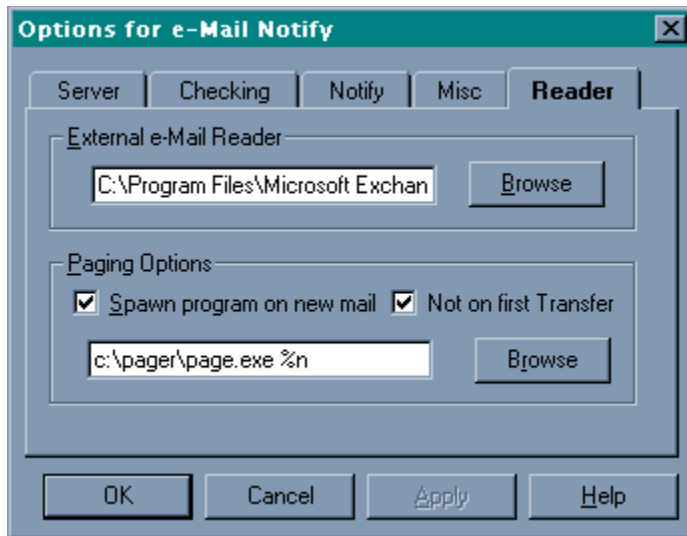 Options for e-Mail Notify
Server Checking Notify Misc Reader
External e-Mail Reader
C:\Program Files\Microsoft Exchan Browse
Paging Options
Spawn program on new mail Not on first Transfer
c:\pager\page.exe %n Browse
OK Cancel Apply Help